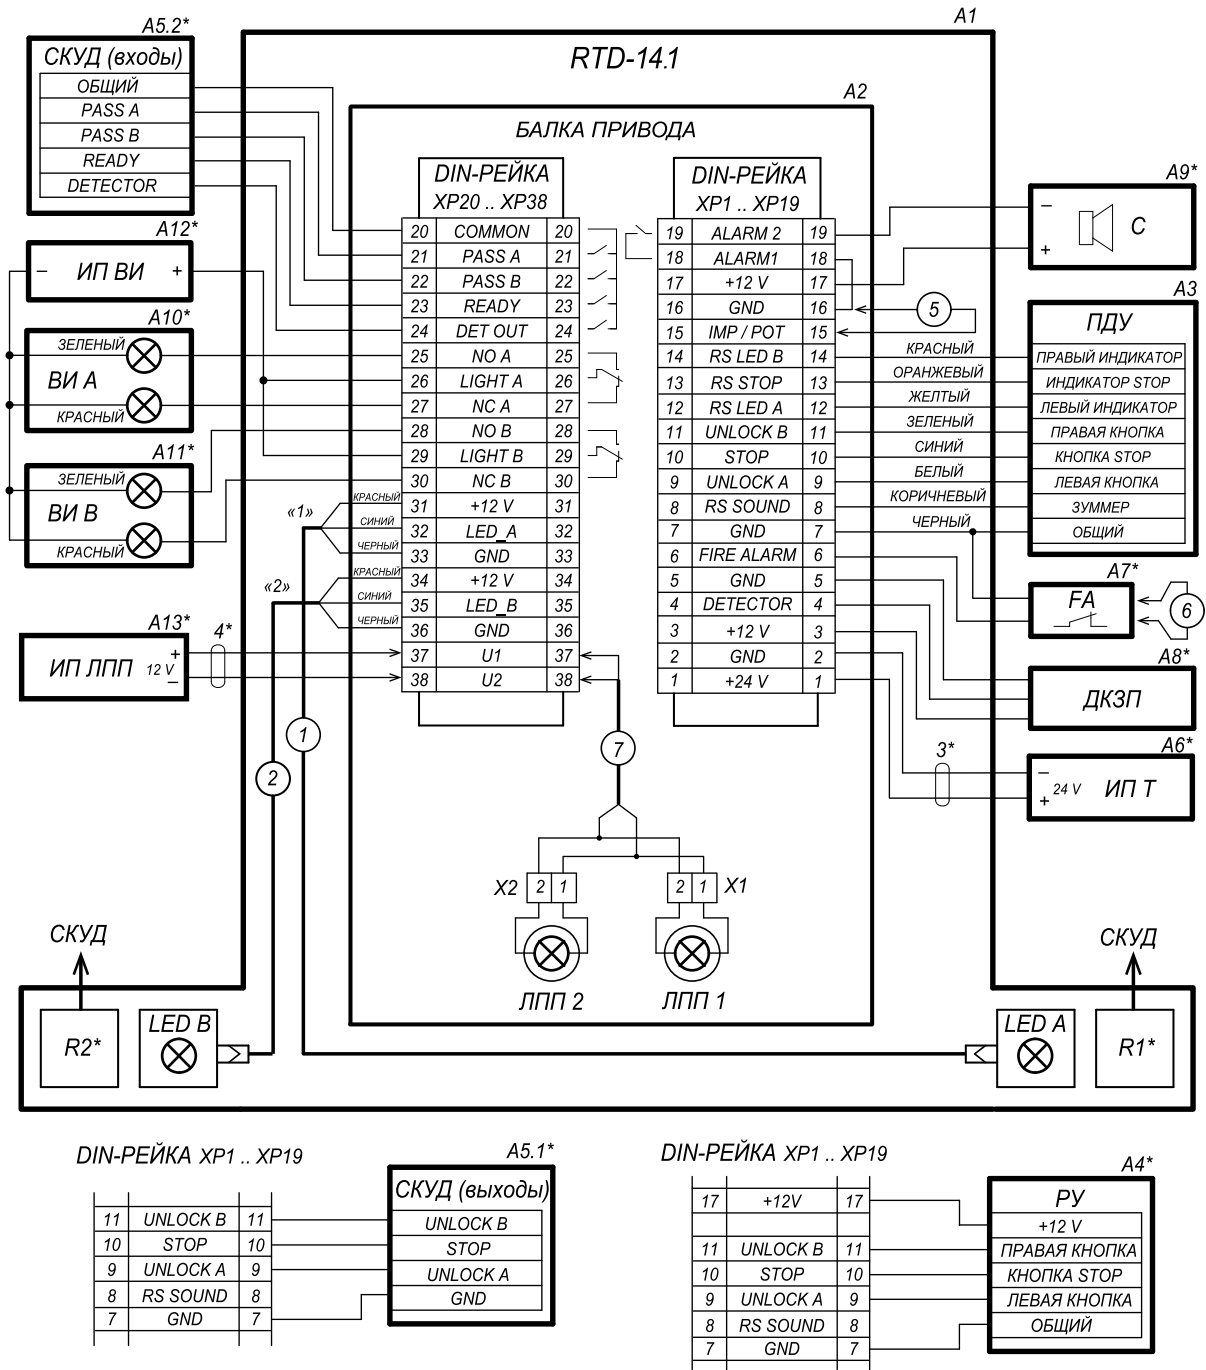 A1
RTD-14.1
A2
БАЛКА ПРИВОДА
A5.2*
СКУД (входы)
ОБЩИЙ
PASS A
PASS B
READY
DETECTOR
A12*
– ИП ВИ +
A10*
ЗЕЛЕНЫЙ
ВИ А
КРАСНЫЙ
A11*
ЗЕЛЕНЫЙ
ВИ В
КРАСНЫЙ
A13*
4*
ИП ЛПП 12 V + –
DIN-РЕЙКА
XP20 .. XP38
20 COMMON 20
21 PASS A 21
22 PASS B 22
23 READY 23
24 DET OUT 24
25 NO A 25
26 LIGHT A 26
27 NC A 27
28 NO B 28
29 LIGHT B 29
30 NC B 30
31 +12 V 31
32 LED_A 32
33 GND 33
34 +12 V 34
35 LED_B 35
36 GND 36
37 U1 37
38 U2 38
«1»
КРАСНЫЙ
СИНИЙ
ЧЕРНЫЙ
«2»
КРАСНЫЙ
СИНИЙ
ЧЕРНЫЙ
1
2
7
DIN-РЕЙКА
XP1 .. XP19
19 ALARM 2 19
18 ALARM1 18
17 +12 V 17
16 GND 16
15 IMP / POT 15
14 RS LED B 14
13 RS STOP 13
12 RS LED A 12
11 UNLOCK B 11
10 STOP 10
9 UNLOCK A 9
8 RS SOUND 8
7 GND 7
6 FIRE ALARM 6
5 GND 5
4 DETECTOR 4
3 +12 V 3
2 GND 2
1 +24 V 1
5
КРАСНЫЙ
ОРАНЖЕВЫЙ
ЖЕЛТЫЙ
ЗЕЛЕНЫЙ
СИНИЙ
БЕЛЫЙ
КОРИЧНЕВЫЙ
ЧЕРНЫЙ
A9*
–
С
+
A3
ПДУ
ПРАВЫЙ ИНДИКАТОР
ИНДИКАТОР STOP
ЛЕВЫЙ ИНДИКАТОР
ПРАВАЯ КНОПКА
КНОПКА STOP
ЛЕВАЯ КНОПКА
ЗУММЕР
ОБЩИЙ
A7*
FA
6
A8*
ДКЗП
3*
A6*
– 24 V + ИП Т
X2 2 1
2 1 X1
ЛПП 2
ЛПП 1
СКУД
R2*
LED B
LED A
СКУД
R1*
DIN-РЕЙКА XP1 .. XP19
11 UNLOCK B 11
10 STOP 10
9 UNLOCK A 9
8 RS SOUND 8
7 GND 7
A5.1*
СКУД (выходы)
UNLOCK B
STOP
UNLOCK A
GND
DIN-РЕЙКА XP1 .. XP19
17 +12V 17
11 UNLOCK B 11
10 STOP 10
9 UNLOCK A 9
8 RS SOUND 8
7 GND 7
A4*
РУ
+12 V
ПРАВАЯ КНОПКА
КНОПКА STOP
ЛЕВАЯ КНОПКА
ОБЩИЙ